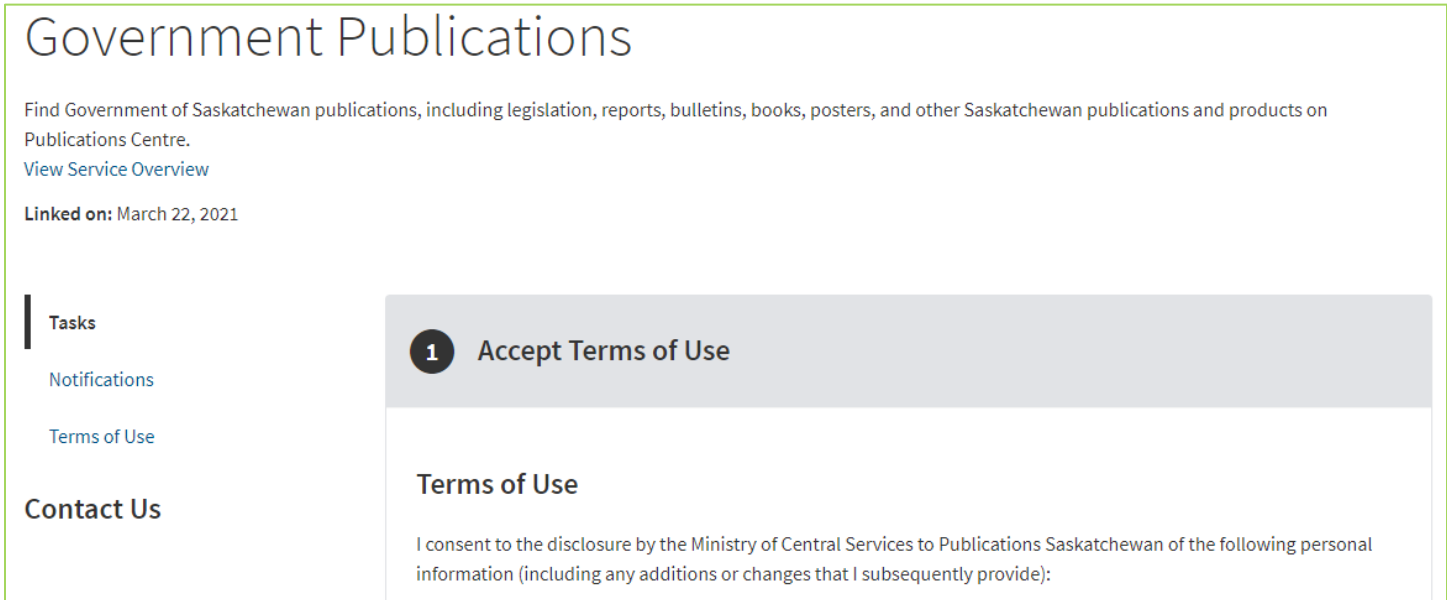 Government Publications
Find Government of Saskatchewan publications, including legislation, reports, bulletins, books, posters, and other Saskatchewan publications and products on
Publications Centre.
View Service Overview
Linked on: March 22, 2021
Tasks
Notifications
Terms of Use
Contact Us
1 Accept Terms of Use
Terms of Use
I consent to the disclosure by the Ministry of Central Services to Publications Saskatchewan of the following personal
information (including any additions or changes that I subsequently provide):